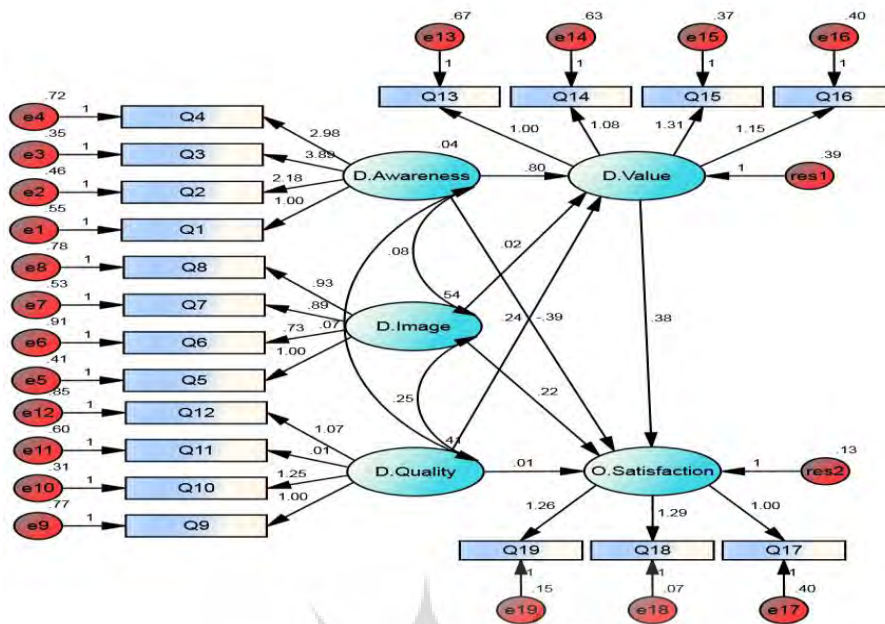 .67 .63 .37 .40
e13 e14 e15 e16
1 1 1 1
Q13 Q14 Q15 Q16
1.00 1.08 1.31 1.15
.72
e4 1 Q4
.35
e3 1 Q3
.46
e2 1 Q2
.55
e1 1 Q1
2.98
3.89
2.18
1.00
.04
D.Awareness .80 D.Value 1 res1 .39
.78
e8 1 Q8
.53
e7 1 Q7
.91
e6 1 Q6
.41
e5 1 Q5
.93
.89
.73
1.00
.07
.08
.54
D.Image
.02
.24
-.39
.38
.22
.25
.85
e12 1 Q12
.60
e11 1 Q11
.31
e10 1 Q10
.77
e9 1 Q9
1.07
.01
1.25
1.00
.41
D.Quality .01 O.Satisfaction 1 res2 .13
1.26 1.29 1.00
Q19 Q18 Q17
1 1 1
.15 .07 .40
e19 e18 e17